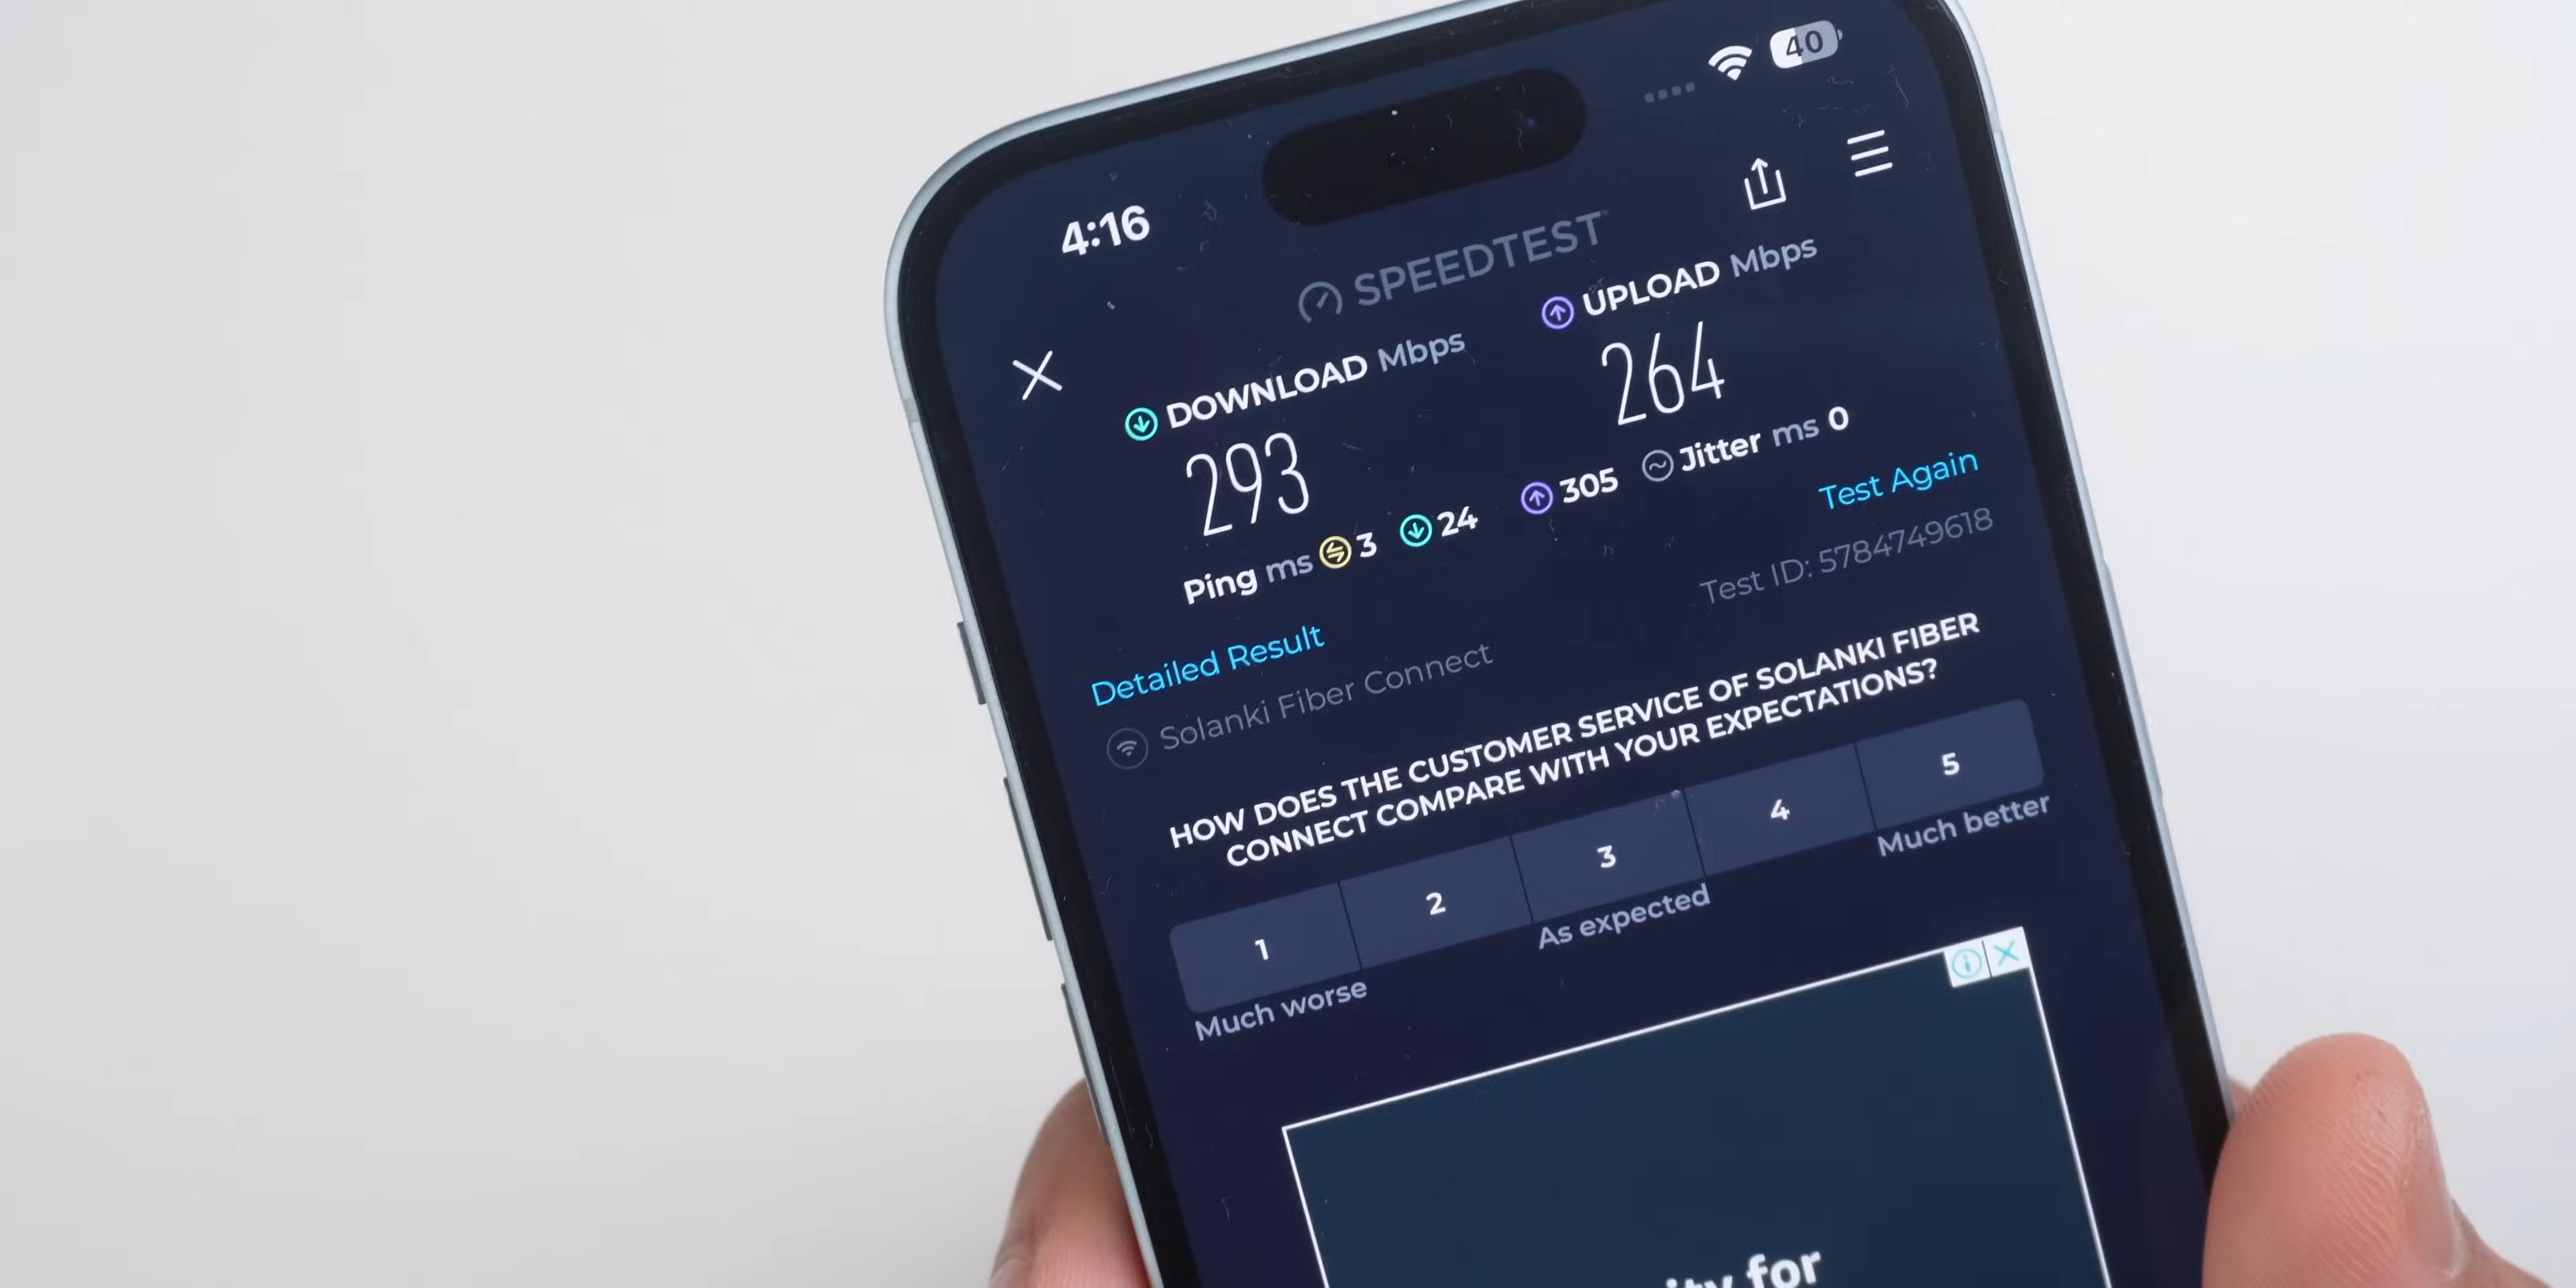 4:16
40
SPEEDTEST
DOWNLOAD Mbps
293
UPLOAD Mbps
264
Ping ms 3 24 305 Jitter ms 0
Detailed Result
Test Again
Solanki Fiber Connect
Test ID: 5784749618
HOW DOES THE CUSTOMER SERVICE OF SOLANKI FIBER
CONNECT COMPARE WITH YOUR EXPECTATIONS?
1 2 3 4 5
Much worse As expected Much better
for